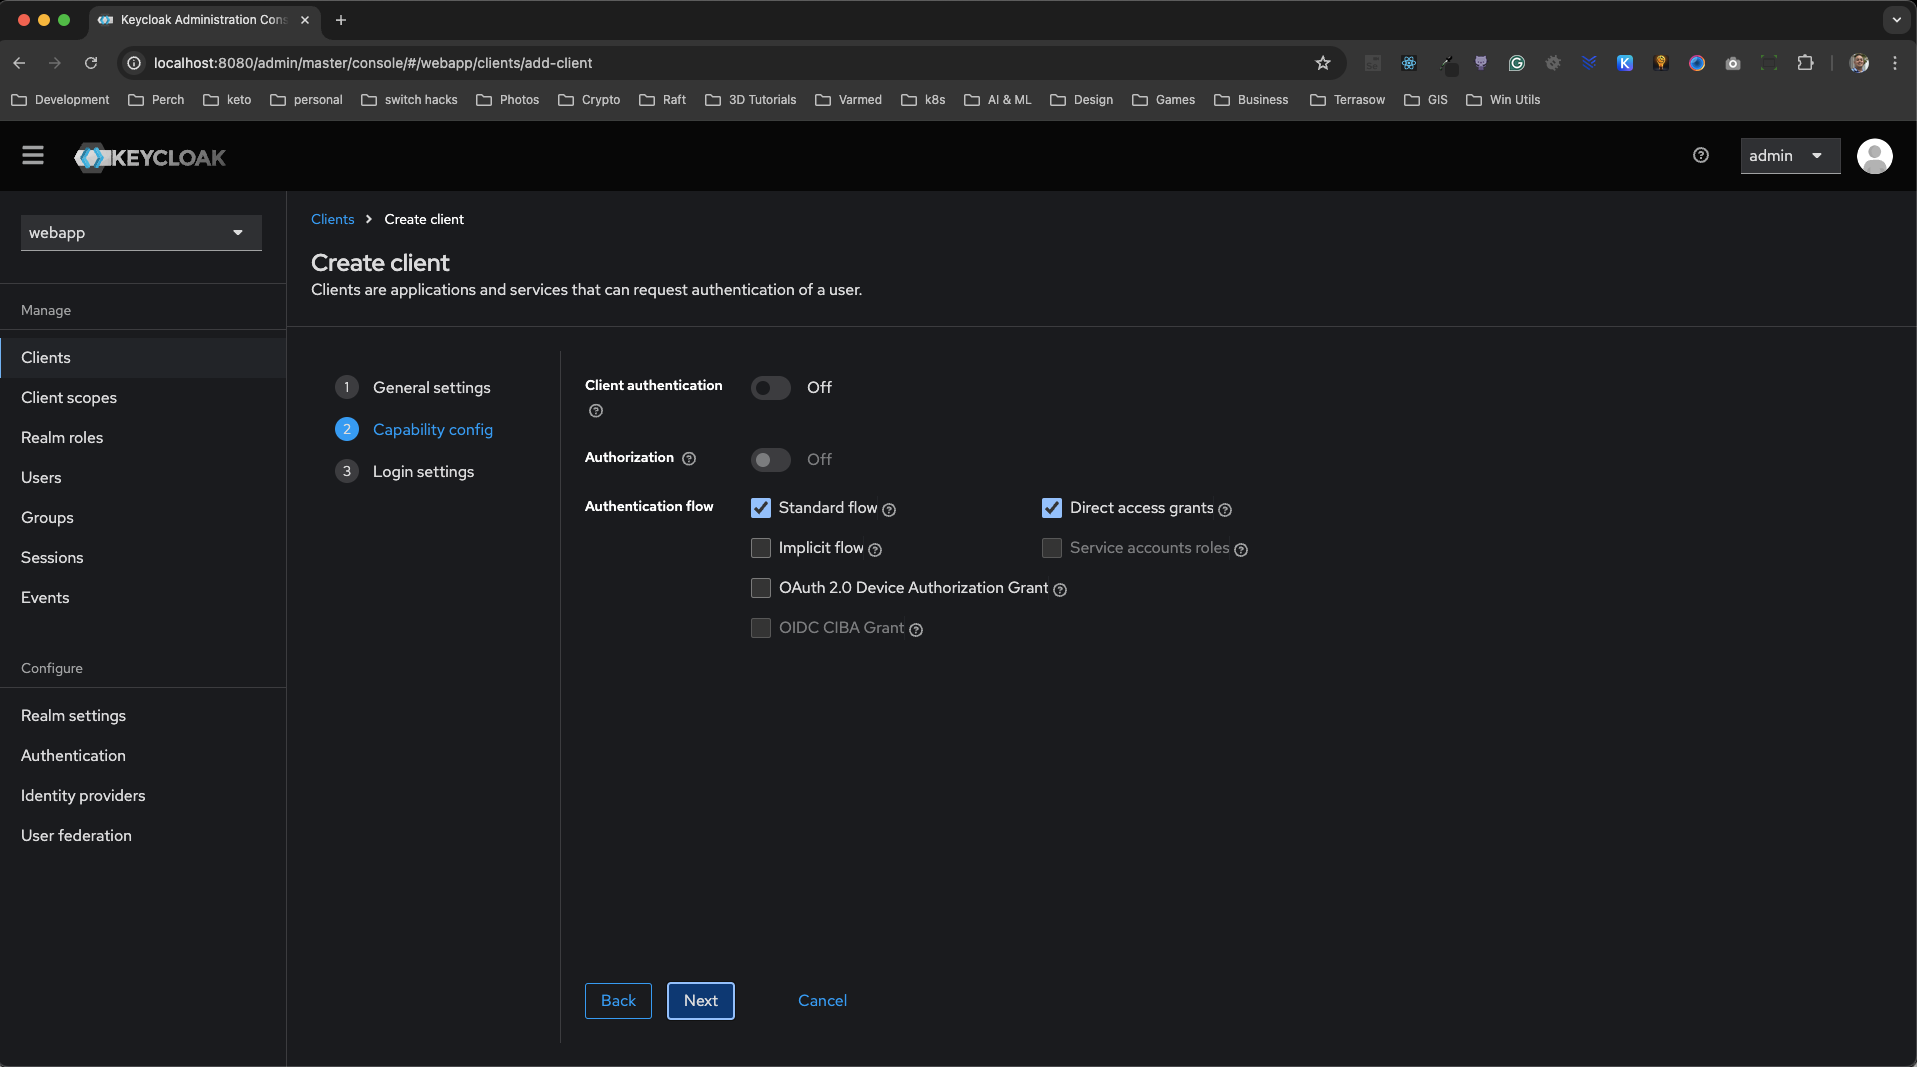 Keycloak Administration Cons
localhost:8080/admin/master/console/#/webapp/clients/add-client
Development Perch keto personal switch hacks Photos Crypto Raft 3D Tutorials Varmed k8s AI & ML Design Games Business Terrasow GIS Win Utils
KEYCLOAK
admin
webapp
Manage
Clients
Client scopes
Realm roles
Users
Groups
Sessions
Events
Configure
Realm settings
Authentication
Identity providers
User federation
Clients > Create client
Create client
Clients are applications and services that can request authentication of a user.
1 General settings
2 Capability config
3 Login settings
Client authentication Off
Authorization Off
Authentication flow Standard flow Direct access grants
Implicit flow Service accounts roles
OAuth 2.0 Device Authorization Grant
OIDC CIBA Grant
Back Next Cancel